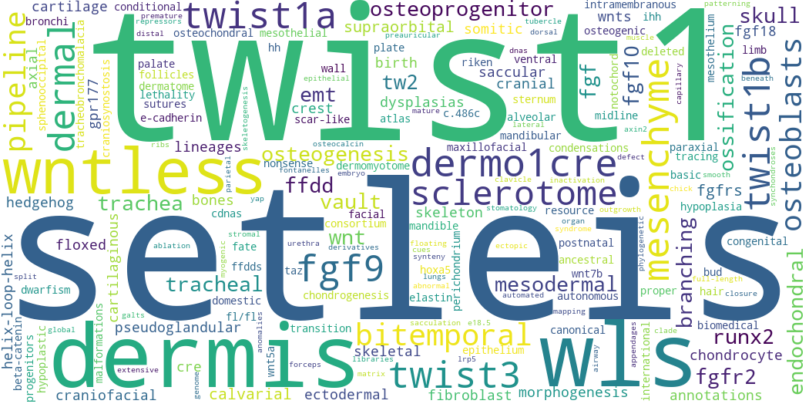 cartilage conditional twist1a osteoprogenitor intramembranous patterning
bronchi repressors premature osteochondral mesothelial preauricular wnts ihh tubercle skull
distal hh supraorbital somitic osteogenic dorsal fgf18
pipeline axial sphenooccipital dermal tracheobronchomalacia craniosynostosis gpr177 twist1 muscle deleted limb
palate wall plate birth riken dnas notochord mesothelium
follicles epithelial tw2 saccular ventral fgf fgf10 capillary beneath
dermatome emt dysplasias cranial sternum ossification twist1b
lethality crest atlas alveolar midline
sutures e-cadherin scar-like mature c.486c mandibular axin2 osteoblasts
skeletogenesis lateral
lineages osteogenesis maxillofacial condensations paraxial defect synchondroses
ribs osteocalcin dermomyotome tracing
wntless nonsense parietal fontanelles embryo dermo1cre mesenchyme basic smooth
ffdd clavicle inactivation chick fgfrs
hedgehog trachea bones vault sclerotome hypoplasia
cdnas yap facial skeleton stomatology resource outgrowth phylogenetic
floxed cartilaginous stromal consortium mandible organ syndrome congenital
helix-loop-helix ablation fate urethra wnt floating cues perichondrium postnatal branching
setleis
split ffdds myogenic derivatives taz fgf9 synteny hoxa5 lungs wnt7b ectopic ancestral bud full-length
dwarfism tracheal chondrogenesis abnormal mesodermal proper hair closure
domestic elastin automated autonomous
beta-catenin global galts fl/fl sacculation e18.5 mapping clade biomedical endochondral
progenitors hypoplastic malformations dermis pseudoglandular anomalies transition bitemporal canonical wls international appendages runx2
extensive crp wnt5a skeletal epithelium airway chondrocyte
genomes libraries lrp5 fgfr2
forceps matrix twist3
craniofacial calvarial ectodermal fibroblast morphogenesis annotations